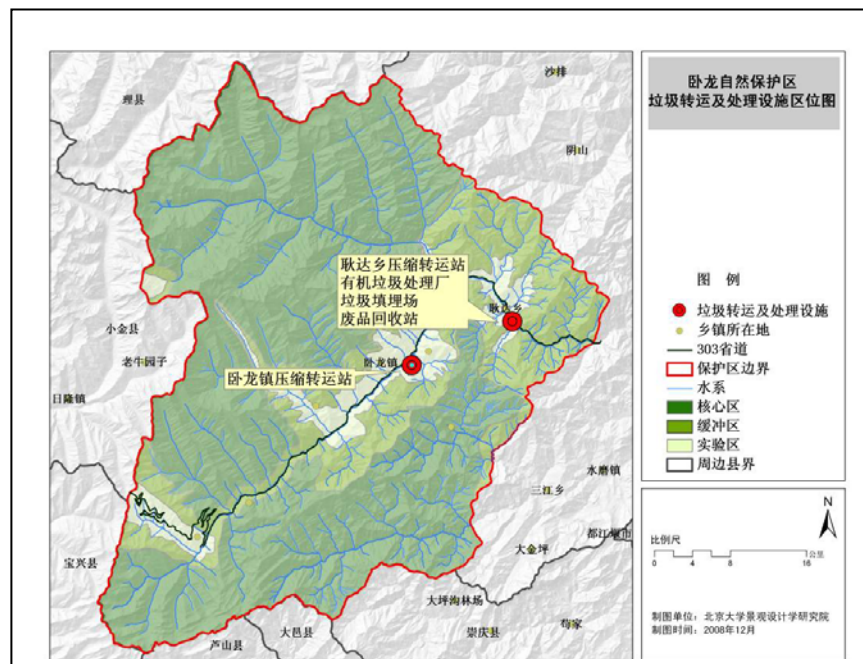 卧龙自然保护区
垃圾转运及处理设施区位图
沙排
理县
阴山
耿达乡压缩转运站
有机垃圾处理厂
垃圾填埋场
废品回收站
耿达乡
小金县
老牛园子
卧龙镇
卧龙镇压缩转运站
日隆镇
水磨镇
三江乡
都江堰市
大金坪
宝兴县
大坪沟林场
苟家
大邑县
崇庆县
芦山县
图 例
垃圾转运及处理设施
乡镇所在地
303省道
保护区边界
水系
核心区
缓冲区
实验区
周边县界
N
比例尺
公里
0 4 8 16
制图单位：北京大学景观设计学研究院
制图时间：2008年12月